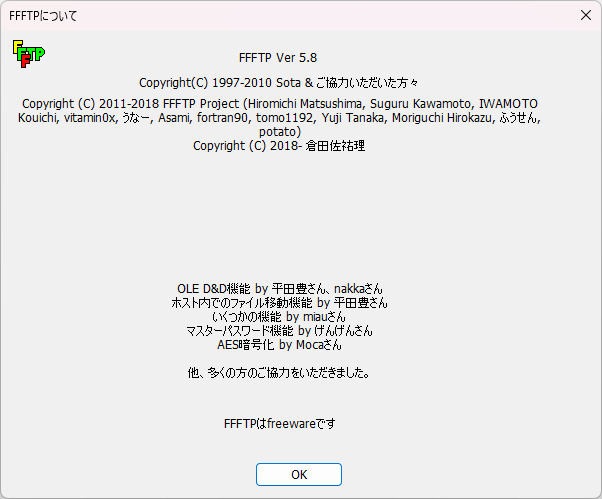 FFFTPについて
FFFTP
FFFTP Ver 5.8
Copyright(C) 1997-2010 Sota & ご協力いただいた方々
Copyright (C) 2011-2018 FFFTP Project (Hiromichi Matsushima, Suguru Kawamoto, IWAMOTO
Kouichi, vitamin0x, うなー, Asami, fortran90, tomo1192, Yuji Tanaka, Moriguchi Hirokazu, ふうせん,
potato)
Copyright (C) 2018- 倉田佐祐理
OLE D&D機能 by 平田豊さん、nakkaさん
ホスト内でのファイル移動機能 by 平田豊さん
いくつかの機能 by miauさん
マスターパスワード機能 by げんげんさん
AES暗号化 by Mocaさん
他、多くの方のご協力をいただきました。
FFFTPはfreewareです
OK